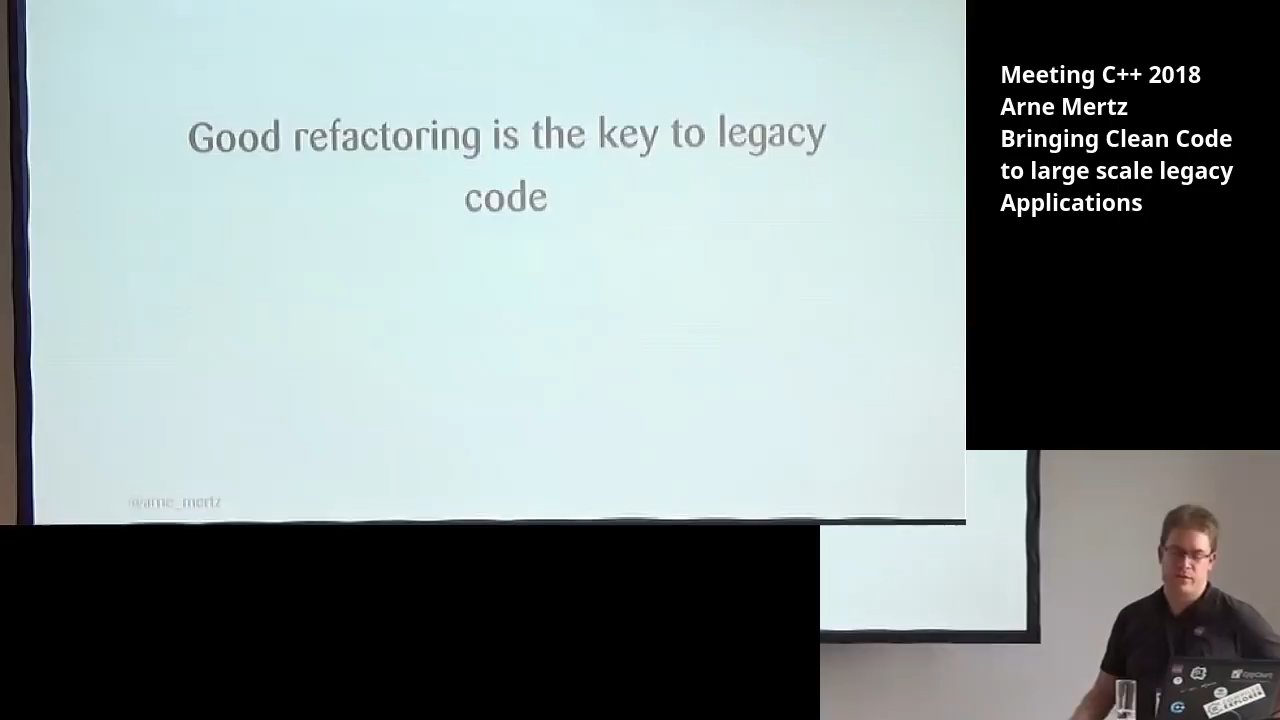 Good refactoring is the key to legacy
code
@arne_mertz
Meeting C++ 2018
Arne Mertz
Bringing Clean Code
to large scale legacy
Applications
EXPLORER